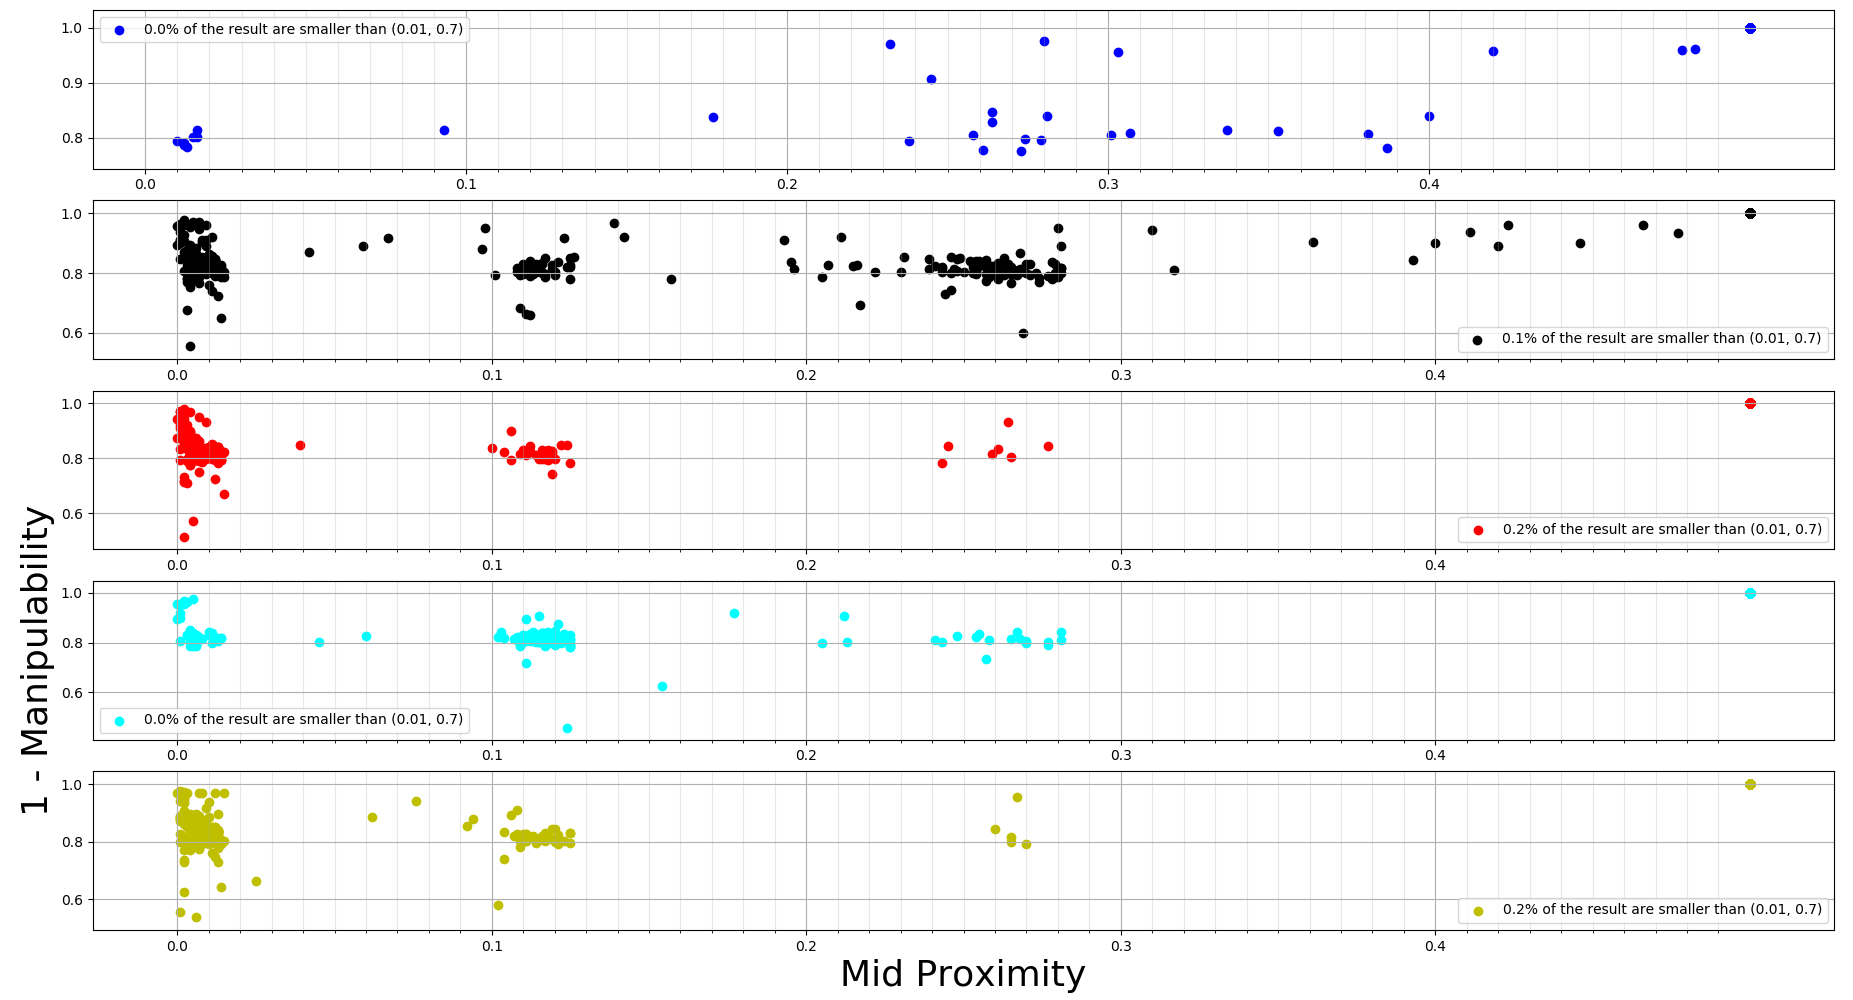 1.0
0.9
0.8
0.0% of the result are smaller than (0.01, 0.7)
0.0 0.1 0.2 0.3 0.4
1.0
0.8
0.6
0.1% of the result are smaller than (0.01, 0.7)
0.0 0.1 0.2 0.3 0.4
1.0
0.8
0.6
0.2% of the result are smaller than (0.01, 0.7)
0.0 0.1 0.2 0.3 0.4
1.0
0.8
0.6
0.0% of the result are smaller than (0.01, 0.7)
0.0 0.1 0.2 0.3 0.4
1.0
0.8
0.6
0.2% of the result are smaller than (0.01, 0.7)
0.0 0.1 0.2 0.3 0.4
1 - Manipulability
Mid Proximity